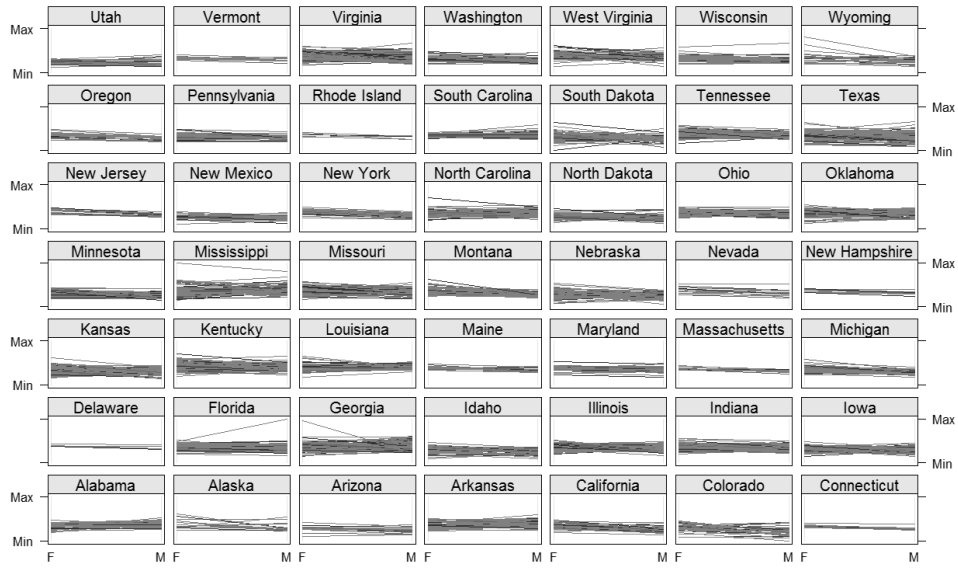 Utah Vermont Virginia Washington West Virginia Wisconsin Wyoming
Max
Min
Oregon Pennsylvania Rhode Island South Carolina South Dakota Tennessee Texas
Max
Min
New Jersey New Mexico New York North Carolina North Dakota Ohio Oklahoma
Max
Min
Minnesota Mississippi Missouri Montana Nebraska Nevada New Hampshire
Max
Min
Kansas Kentucky Louisiana Maine Maryland Massachusetts Michigan
Max
Min
Delaware Florida Georgia Idaho Illinois Indiana Iowa
Max
Min
Alabama Alaska Arizona Arkansas California Colorado Connecticut
Max
Min
F M F M F M F M F M F M F M